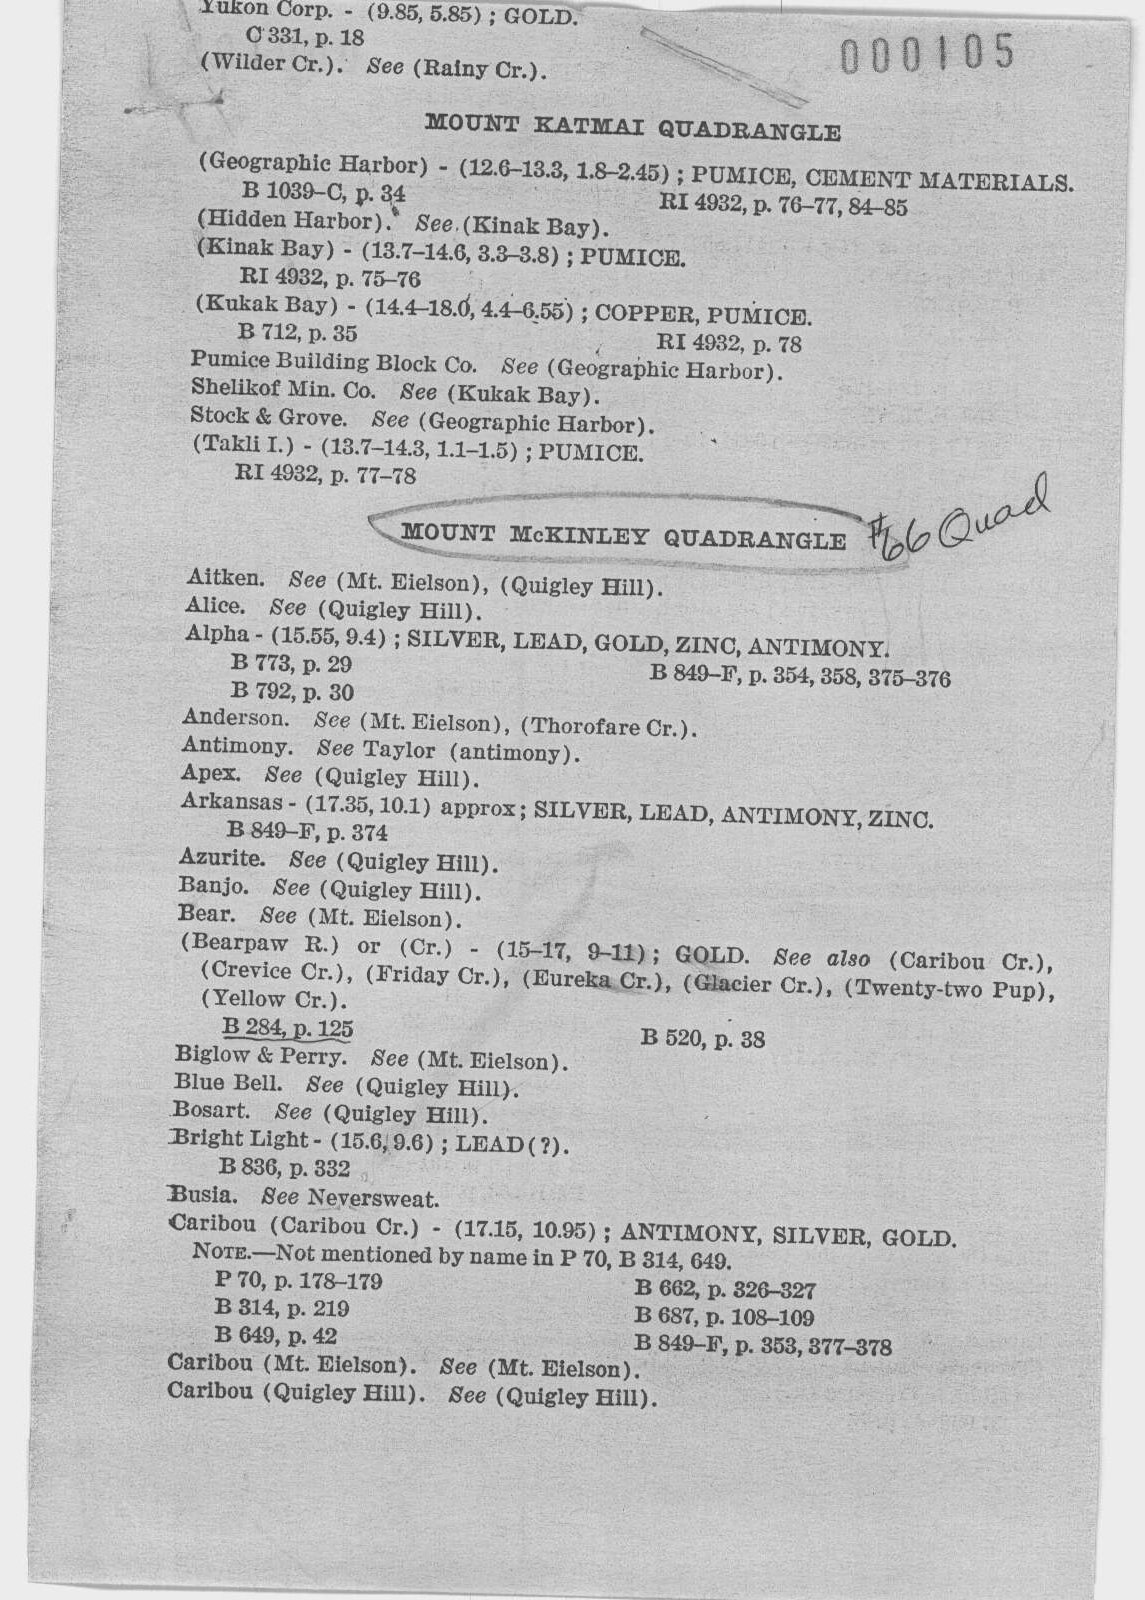 Yukon Corp. - (9.85, 5.85) ; GOLD.
C 331, p. 18
(Wilder Cr.). See (Rainy Cr.).
000105
MOUNT KATMAI QUADRANGLE
(Geographic Harbor) - (12.6–13.3, 1.8–2.45) ; PUMICE, CEMENT MATERIALS.
B 1039–C, p. 34 RI 4932, p. 76–77, 84–85
(Hidden Harbor). See (Kinak Bay).
(Kinak Bay) - (13.7–14.6, 3.3–3.8) ; PUMICE.
RI 4932, p. 75–76
(Kukak Bay) - (14.4–18.0, 4.4–6.55) ; COPPER, PUMICE.
B 712, p. 35 RI 4932, p. 78
Pumice Building Block Co. See (Geographic Harbor).
Shelikof Min. Co. See (Kukak Bay).
Stock & Grove. See (Geographic Harbor).
(Takli I.) - (13.7–14.3, 1.1–1.5) ; PUMICE.
RI 4932, p. 77–78
MOUNT McKINLEY QUADRANGLE #66 Quad
Aitken. See (Mt. Eielson), (Quigley Hill).
Alice. See (Quigley Hill).
Alpha - (15.55, 9.4) ; SILVER, LEAD, GOLD, ZINC, ANTIMONY.
B 773, p. 29 B 849–F, p. 354, 358, 375–376
B 792, p. 30
Anderson. See (Mt. Eielson), (Thorofare Cr.).
Antimony. See Taylor (antimony).
Apex. See (Quigley Hill).
Arkansas - (17.35, 10.1) approx ; SILVER, LEAD, ANTIMONY, ZINC.
B 849–F, p. 374
Azurite. See (Quigley Hill).
Banjo. See (Quigley Hill).
Bear. See (Mt. Eielson).
(Bearpaw R.) or (Cr.) - (15–17, 9–11) ; GOLD. See also (Caribou Cr.),
(Crevice Cr.), (Friday Cr.), (Eureka Cr.), (Glacier Cr.), (Twenty-two Pup),
(Yellow Cr.).
B 284, p. 125 B 520, p. 38
Biglow & Perry. See (Mt. Eielson).
Blue Bell. See (Quigley Hill).
Bosart. See (Quigley Hill).
Bright Light - (15.6, 9.6) ; LEAD(?).
B 836, p. 332
Busia. See Neversweat.
Caribou (Caribou Cr.) - (17.15, 10.95) ; ANTIMONY, SILVER, GOLD.
NOTE.—Not mentioned by name in P 70, B 314, 649.
P 70, p. 178–179 B 662, p. 326–327
B 314, p. 219 B 687, p. 108–109
B 649, p. 42 B 849–F, p. 353, 377–378
Caribou (Mt. Eielson). See (Mt. Eielson).
Caribou (Quigley Hill). See (Quigley Hill).